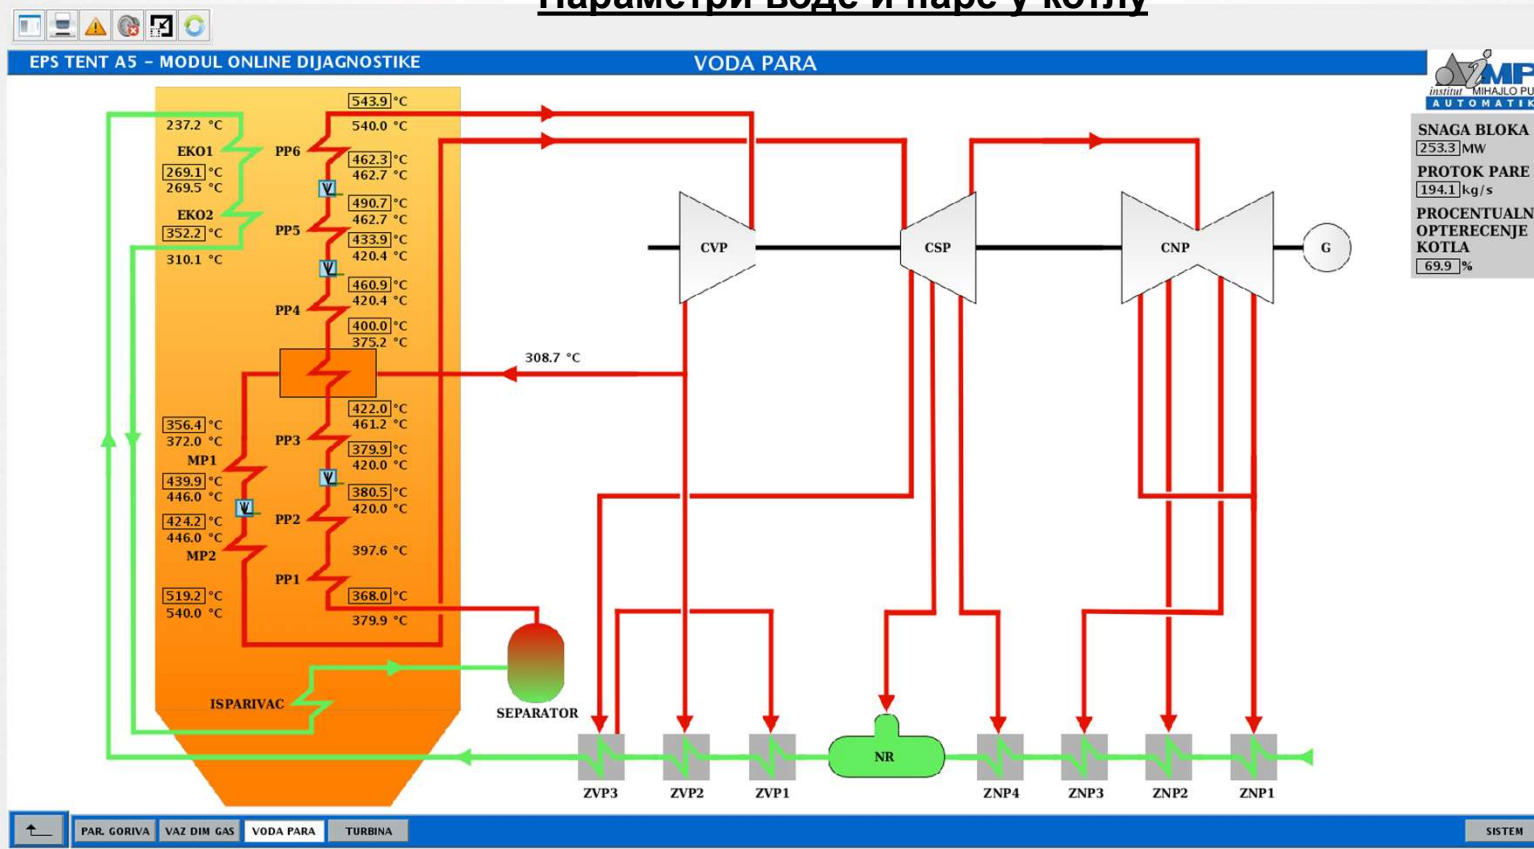 Параметри воде и паре у котлу
EPS TENT A5 – MODUL ONLINE DIJAGNOSTIKE
VODA PARA
institut MIHAJLO PU
AUTOMATIK
SNAGA BLOKA
253.3 MW
PROTOK PARE
194.1 kg/s
PROCENTUALN
OPTERECENJE
KOTLA
69.9 %
237.2 °C
EKO1
269.1 °C
269.5 °C
EKO2
352.2 °C
310.1 °C
543.9 °C
540.0 °C
PP6
462.3 °C
462.7 °C
490.7 °C
462.7 °C
PP5
433.9 °C
420.4 °C
460.9 °C
420.4 °C
PP4
400.0 °C
375.2 °C
308.7 °C
422.0 °C
461.2 °C
PP3
379.9 °C
420.0 °C
380.5 °C
420.0 °C
PP2
397.6 °C
PP1
368.0 °C
379.9 °C
356.4 °C
372.0 °C
MP1
439.9 °C
446.0 °C
424.2 °C
446.0 °C
MP2
519.2 °C
540.0 °C
ISPARIVAC
SEPARATOR
CVP
CSP
CNP
G
NR
ZVP3
ZVP2
ZVP1
ZNP4
ZNP3
ZNP2
ZNP1
PAR. GORIVA
VAZ DIM GAS
VODA PARA
TURBINA
SISTEM